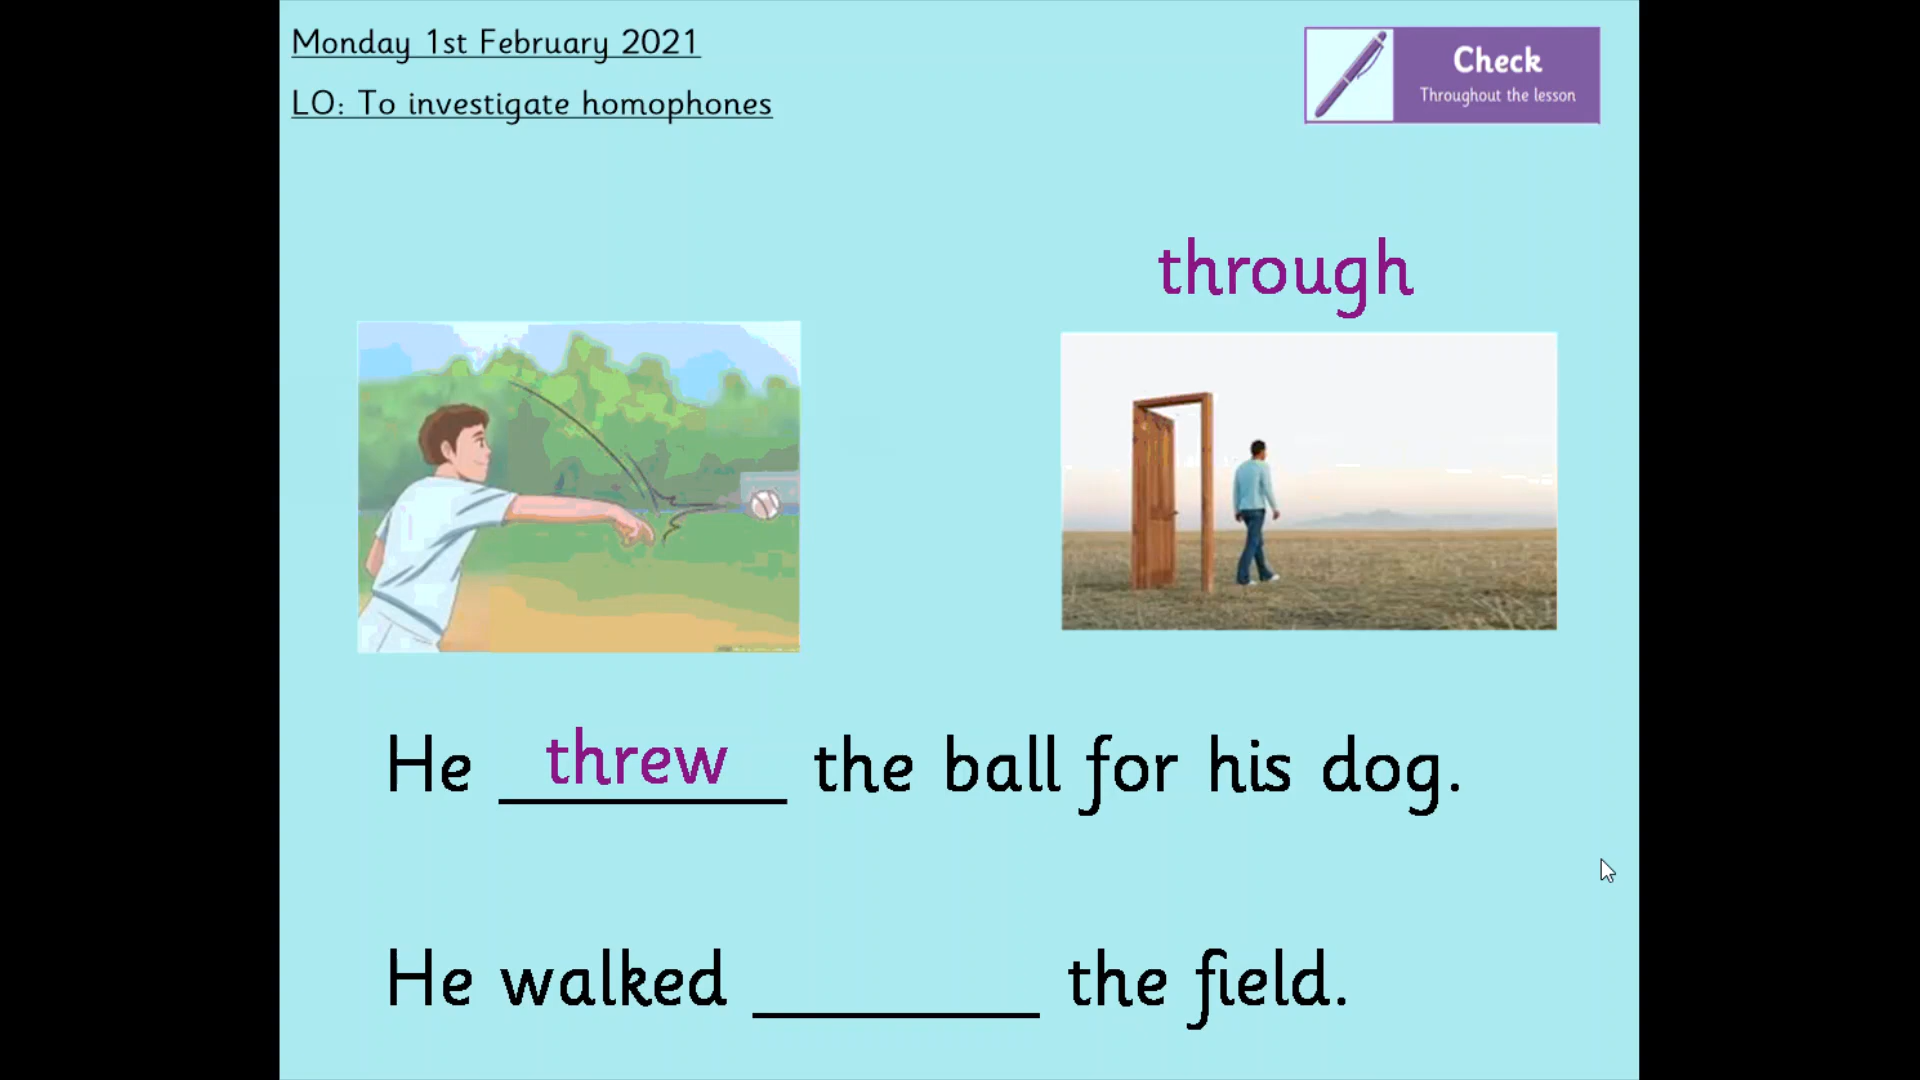 Monday 1st February 2021
LO: To investigate homophones
Check
Throughout the lesson
through
He threw the ball for his dog.
He walked ________ the field.